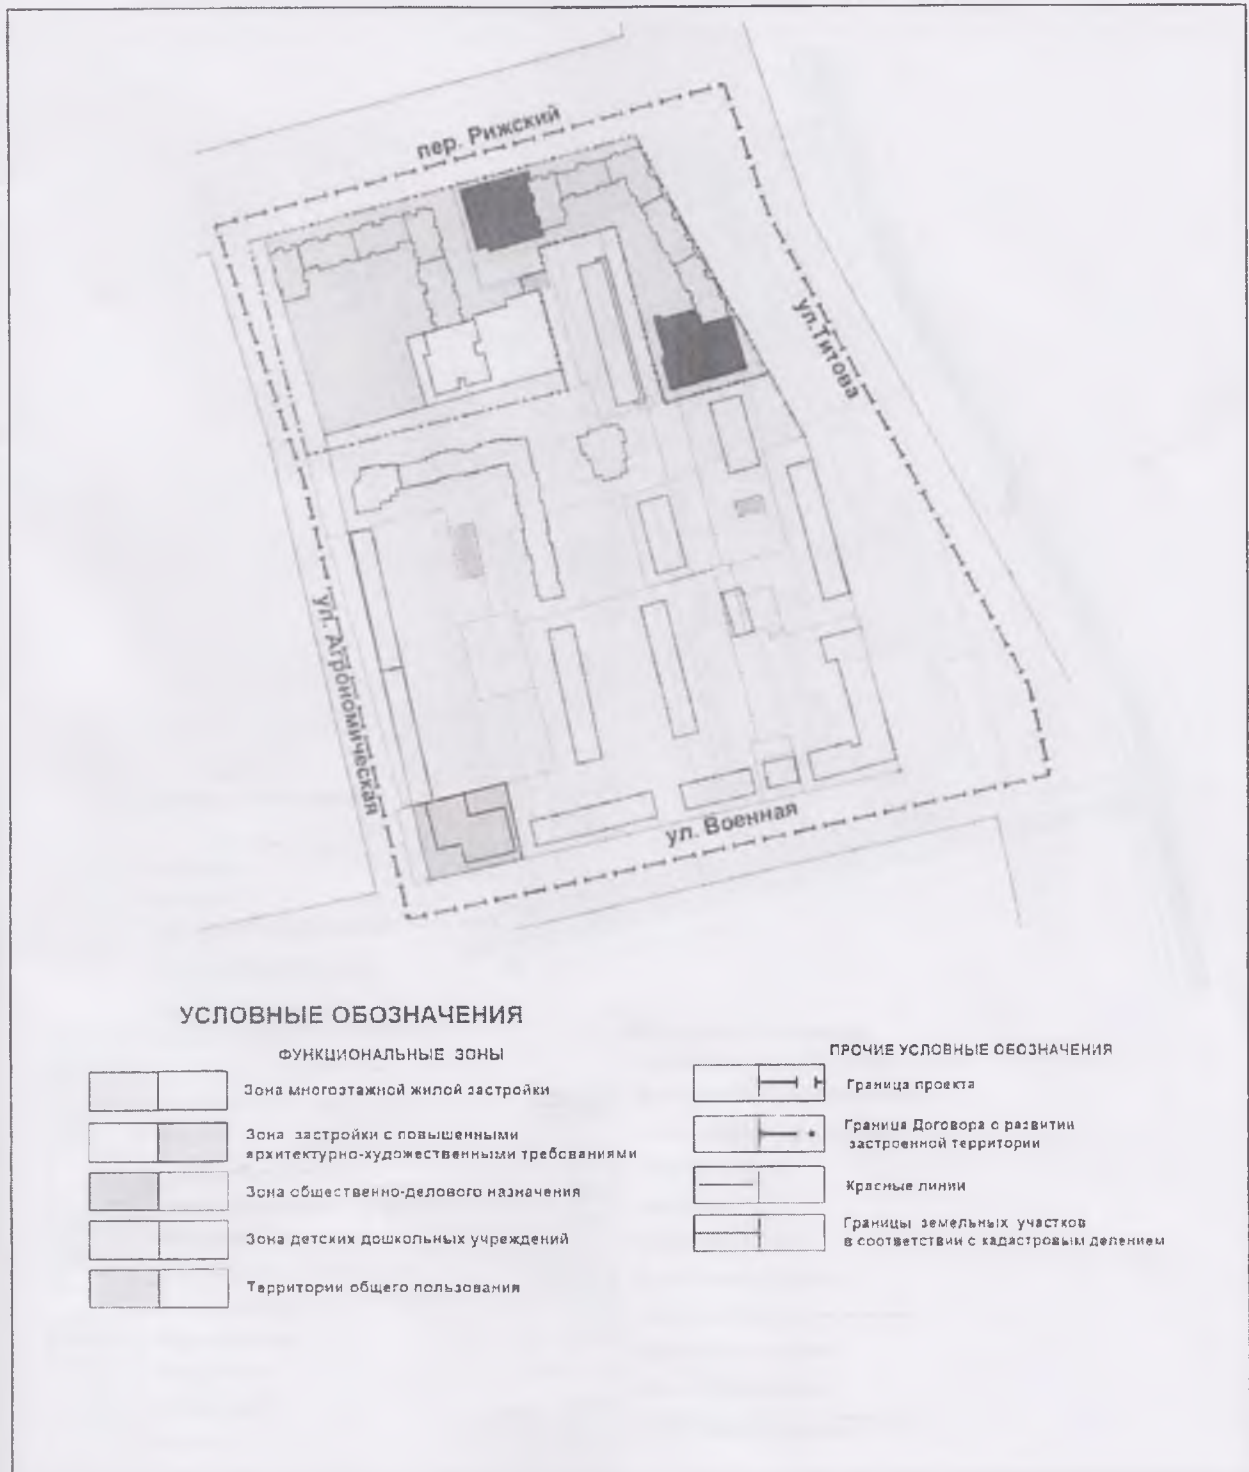 пер. Рижский
ул. Титова
ул. Агрономическая
ул. Военная
УСЛОВНЫЕ ОБОЗНАЧЕНИЯ
ФУНКЦИОНАЛЬНЫЕ ЗОНЫ
Зона многоэтажной жилой застройки
Зона застройки с повышенными
архитектурно-художественными требованиями
Зона общественно-делового назначения
Зона детских дошкольных учреждений
Территории общего пользования
ПРОЧИЕ УСЛОВНЫЕ ОБОЗНАЧЕНИЯ
Граница проекта
Граница Договора о развитии
застроенной территории
Красные линии
Границы земельных участков
в соответствии с кадастровым делением